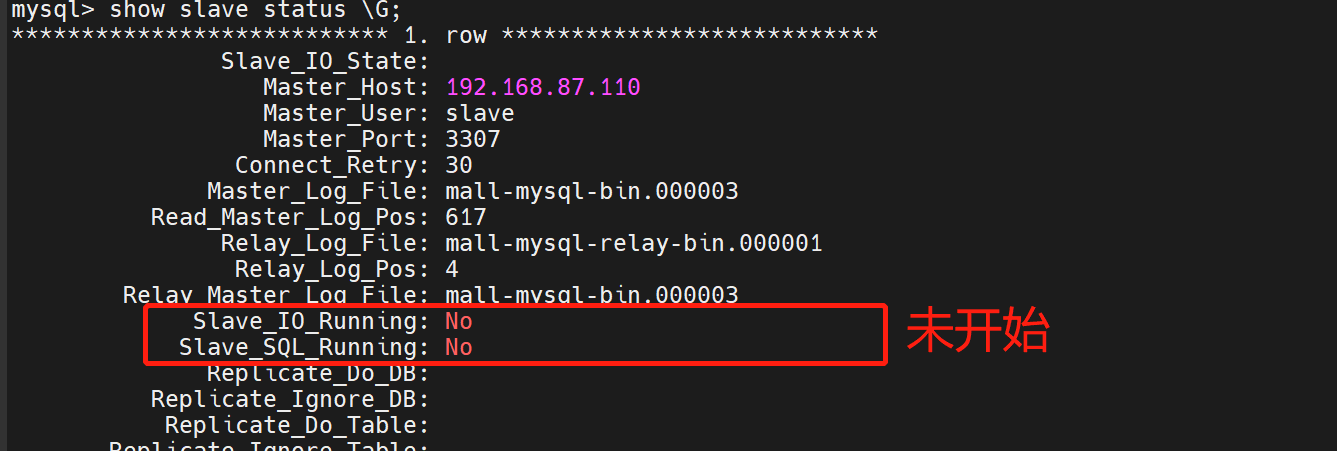 mysql> show slave status \G;
*************************** 1. row ***************************
Slave_IO_State:
Master_Host: 192.168.87.110
Master_User: slave
Master_Port: 3307
Connect_Retry: 30
Master_Log_File: mall-mysql-bin.000003
Read_Master_Log_Pos: 617
Relay_Log_File: mall-mysql-relay-bin.000001
Relay_Log_Pos: 4
Relay_Master_Log_File: mall-mysql-bin.000003
Slave_IO_Running: No
Slave_SQL_Running: No
未开始
Replicate_Do_DB:
Replicate_Ignore_DB:
Replicate_Do_Table:
Replicate_Ignore_Table: